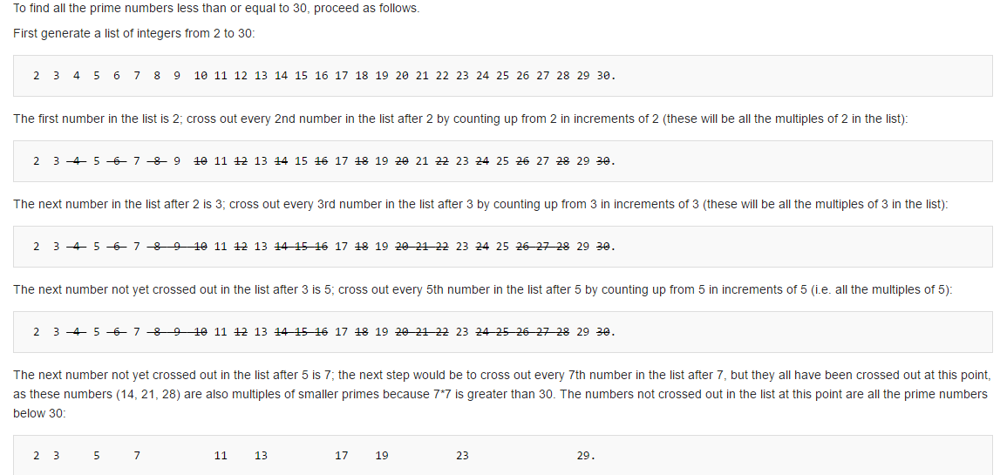 To find all the prime numbers less than or equal to 30, proceed as follows.
First generate a list of integers from 2 to 30:
2 3 4 5 6 7 8 9 10 11 12 13 14 15 16 17 18 19 20 21 22 23 24 25 26 27 28 29 30.
The first number in the list is 2; cross out every 2nd number in the list after 2 by counting up from 2 in increments of 2 (these will be all the multiples of 2 in the list):
2 3 4 5 6 7 8 9 10 11 12 13 14 15 16 17 18 19 20 21 22 23 24 25 26 27 28 29 30.
The next number in the list after 2 is 3; cross out every 3rd number in the list after 3 by counting up from 3 in increments of 3 (these will be all the multiples of 3 in the list):
2 3 4 5 6 7 8 9 10 11 12 13 14 15 16 17 18 19 20 21 22 23 24 25 26 27 28 29 30.
The next number not yet crossed out in the list after 3 is 5; cross out every 5th number in the list after 5 by counting up from 5 in increments of 5 (i.e. all the multiples of 5):
2 3 4 5 6 7 8 9 10 11 12 13 14 15 16 17 18 19 20 21 22 23 24 25 26 27 28 29 30.
The next number not yet crossed out in the list after 5 is 7; the next step would be to cross out every 7th number in the list after 7, but they all have been crossed out at this point,
as these numbers (14, 21, 28) are also multiples of smaller primes because 7*7 is greater than 30. The numbers not crossed out in the list at this point are all the prime numbers
below 30:
2 3 5 7 11 13 17 19 23 29.